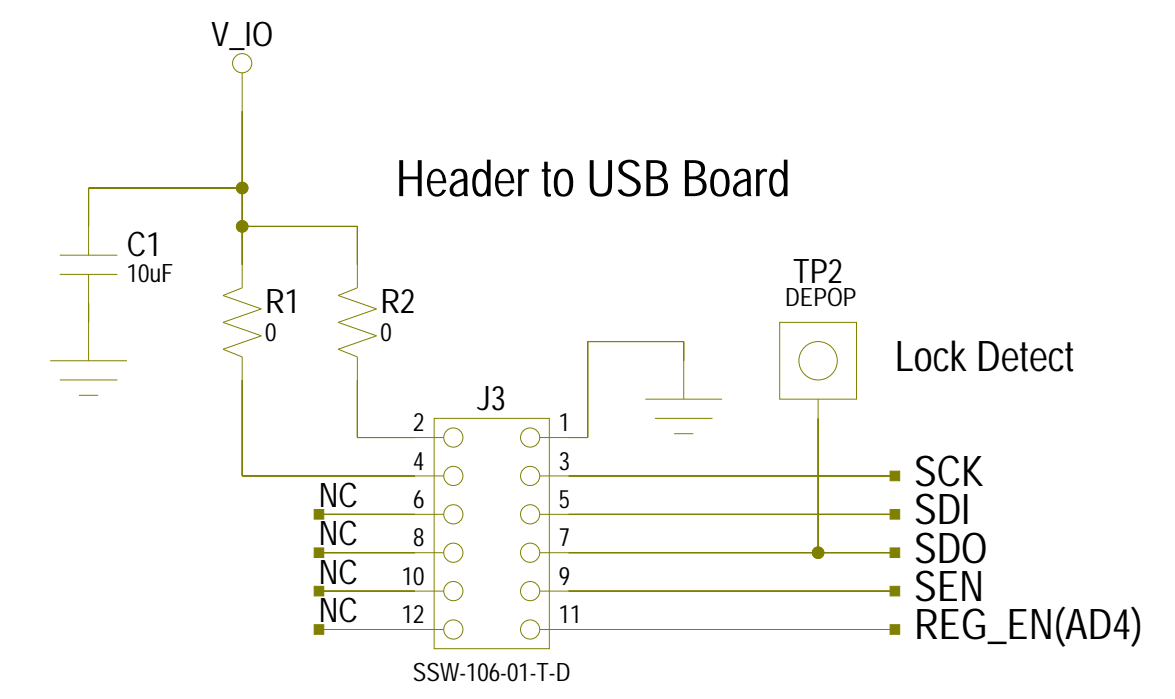 V_IO
Header to USB Board
C1
10uF
R1
0
R2
0
TP2
DEPOP
Lock Detect
J3
2 1
4 3 SCK
NC 6 5 SDI
NC 8 7 SDO
NC 10 9 SEN
NC 12 11 REG_EN(AD4)
SSW-106-01-T-D